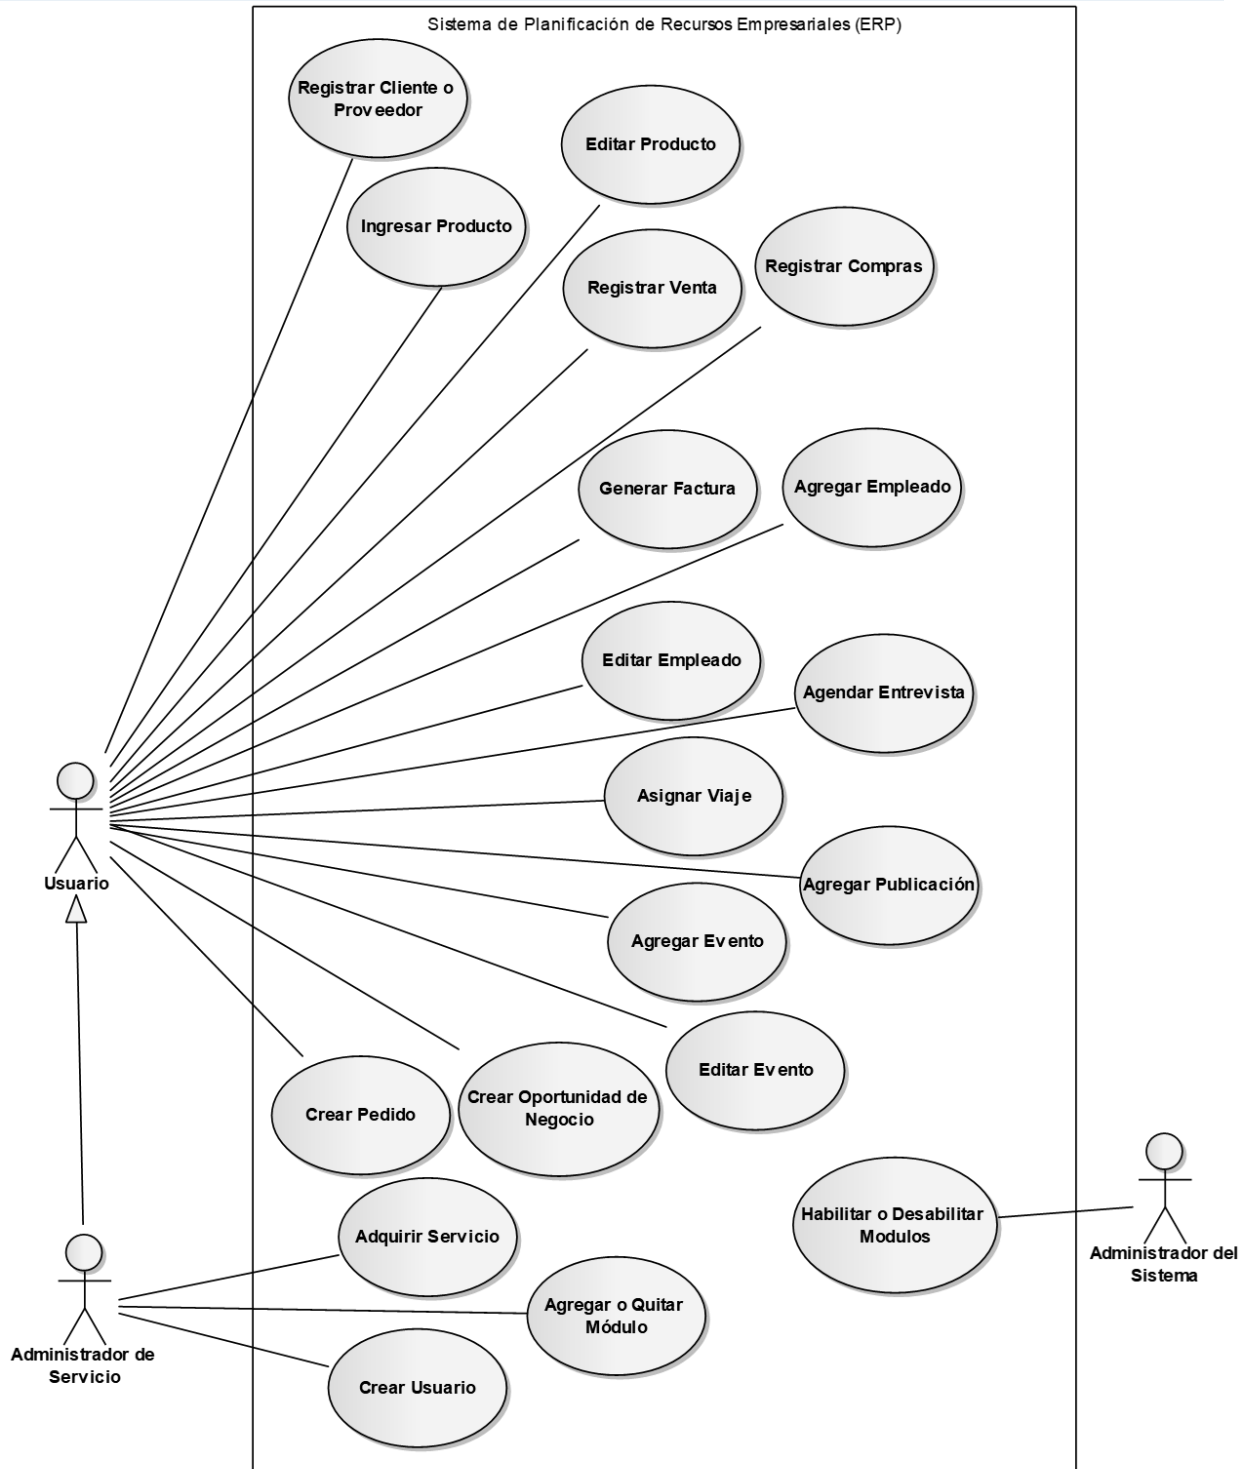 Sistema de Planificación de Recursos Empresariales (ERP)
Registrar Cliente o
Proveedor
Editar Producto
Ingresar Producto
Registrar Compras
Registrar Venta
Generar Factura
Agregar Empleado
Editar Empleado
Agendar Entrevista
Asignar Viaje
Usuario
Agregar Publicación
Agregar Evento
Editar Evento
Crear Oportunidad de
Negocio
Crear Pedido
Habilitar o Desabilitar
Modulos
Administrador del
Sistema
Adquirir Servicio
Agregar o Quitar
Módulo
Administrador de
Servicio
Crear Usuario